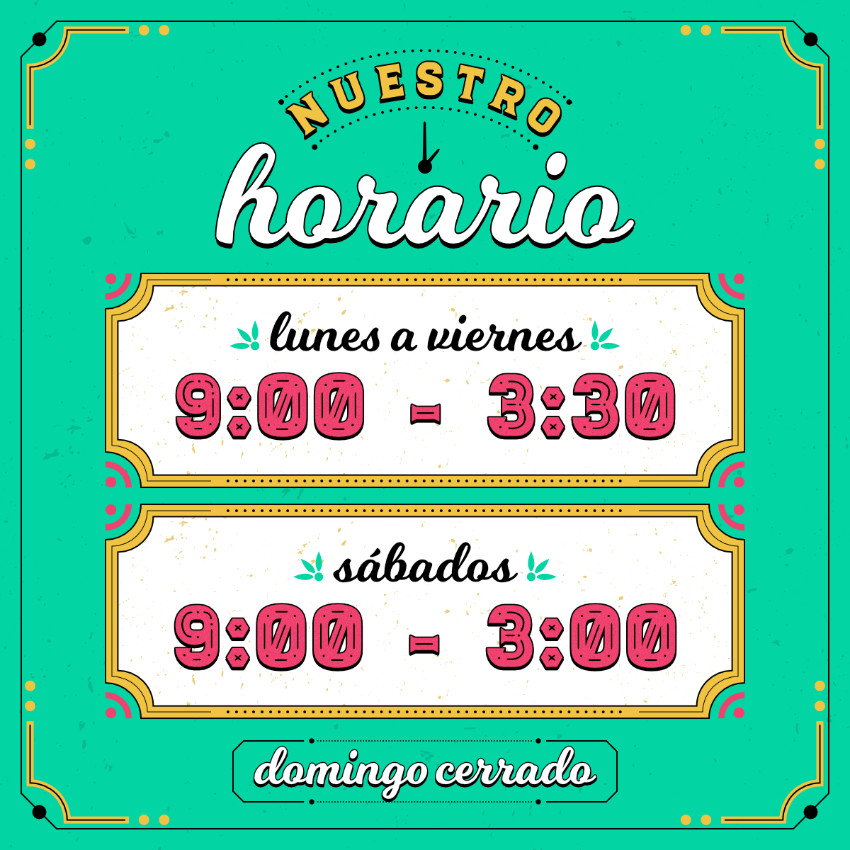 NUESTRO
horario
lunes a viernes
9:00 - 3:30
sábados
9:00 - 3:00
domingo cerrado